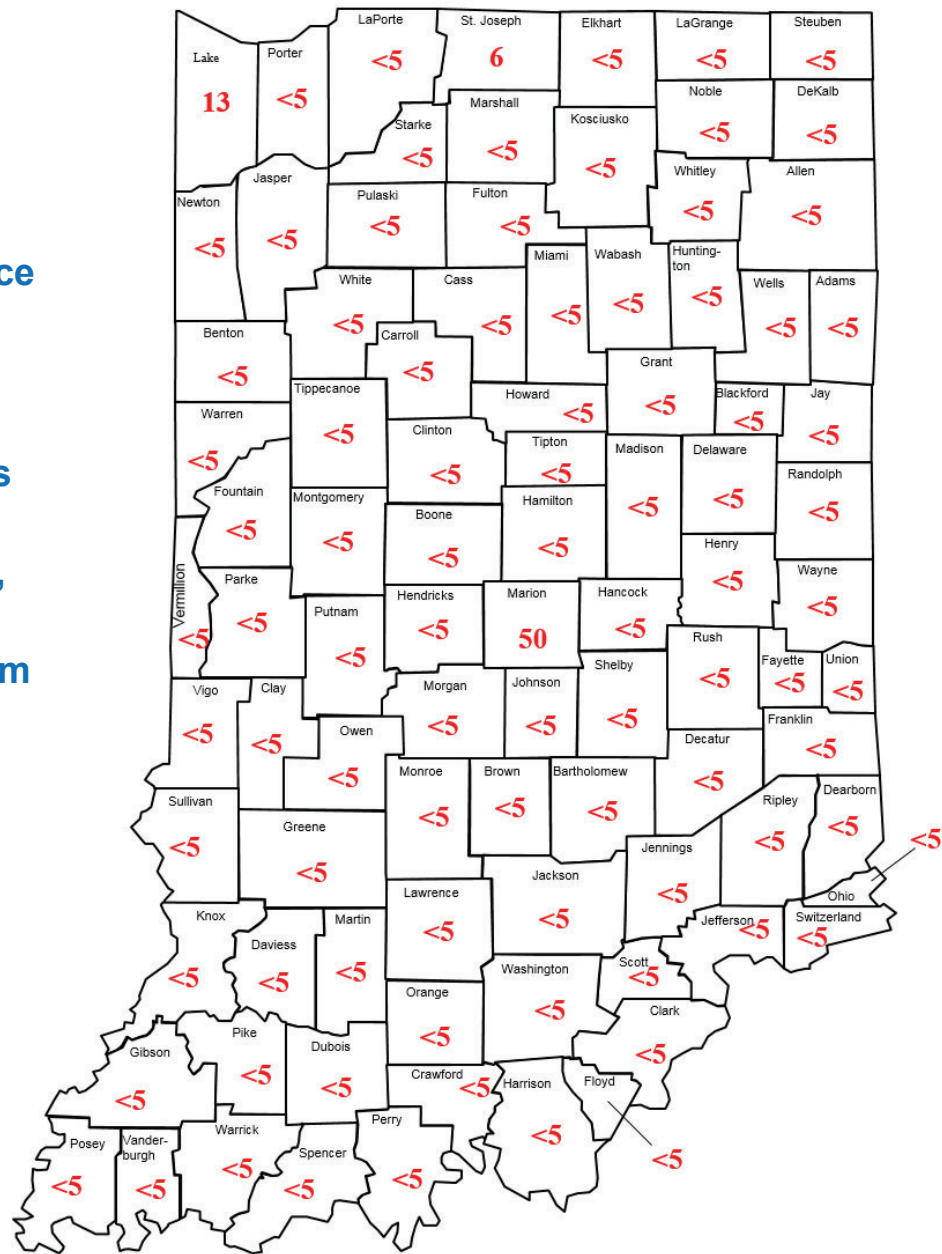 ce
s
,
m
LaPorte
<5
St. Joseph
6
Elkhart
<5
LaGrange
<5
Steuben
<5
Lake
13
Porter
<5
Starke
<5
Marshall
<5
Kosciusko
<5
Noble
<5
DeKalb
<5
Newton
<5
Jasper
<5
Pulaski
<5
Fulton
<5
Whitley
<5
Allen
<5
White
<5
Cass
<5
Miami
<5
Wabash
<5
Hunting-
ton
<5
Wells
<5
Adams
<5
Benton
<5
Carroll
<5
Tippecanoe
<5
Howard
<5
Grant
<5
Blackford
<5
Jay
<5
Warren
<5
Fountain
<5
Montgomery
<5
Clinton
<5
Tipton
<5
Madison
<5
Delaware
<5
Randolph
<5
Boone
<5
Hamilton
<5
Henry
<5
Wayne
<5
Vermillion
<5
Parke
<5
Putnam
<5
Hendricks
<5
Marion
50
Hancock
<5
Rush
<5
Fayette
<5
Union
<5
Vigo
<5
Clay
<5
Owen
<5
Morgan
<5
Johnson
<5
Shelby
<5
Decatur
<5
Franklin
<5
Sullivan
<5
Greene
<5
Monroe
<5
Brown
<5
Bartholomew
<5
Jennings
<5
Ripley
<5
Dearborn
<5
<5
Ohio
Knox
<5
Daviess
<5
Martin
<5
Lawrence
<5
Jackson
<5
Jefferson
<5
Switzerland
<5
Orange
<5
Washington
<5
Scott
<5
Clark
<5
Gibson
<5
Pike
<5
Dubois
<5
Crawford
<5
Harrison
<5
Floyd
<5
Posey
<5
Vander-
burgh
<5
Warrick
<5
Spencer
<5
Perry
<5